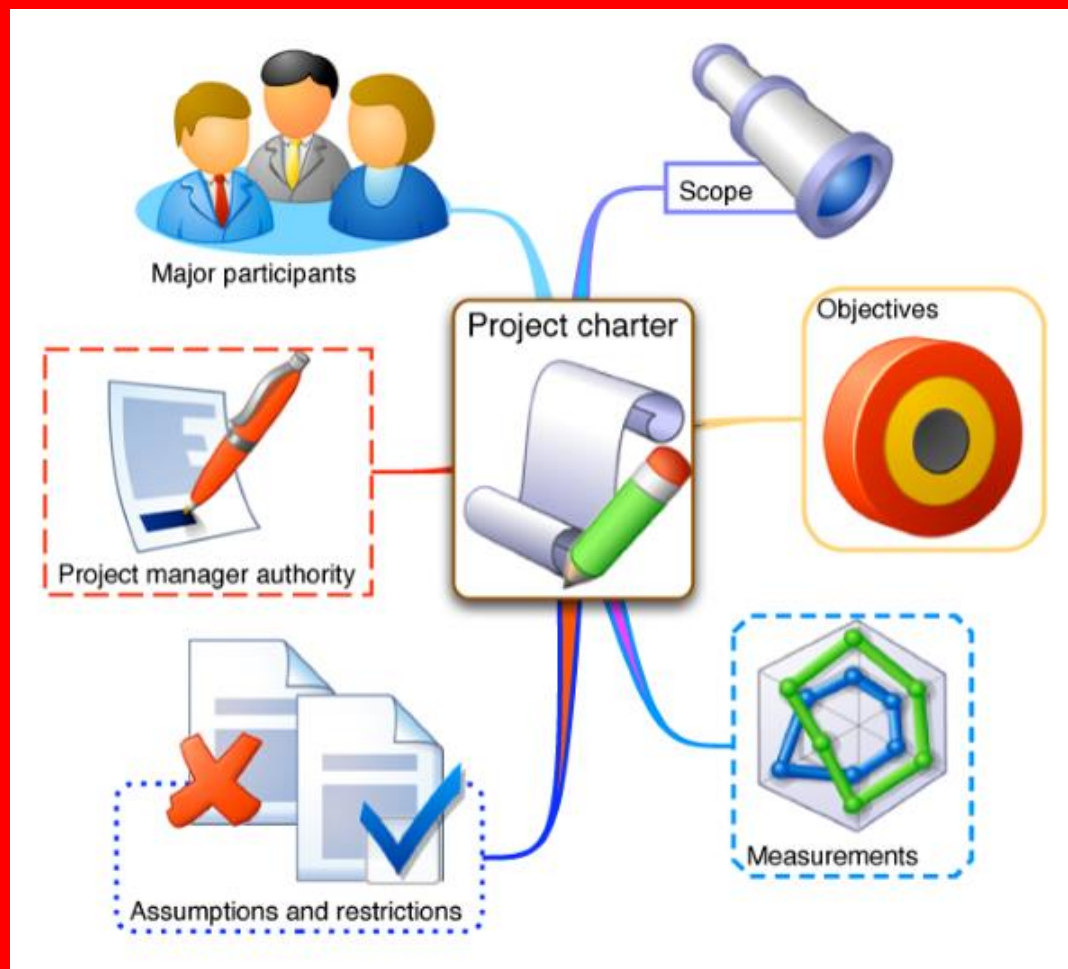 Scope
Major participants
Project charter
Objectives
Project manager authority
Measurements
Assumptions and restrictions